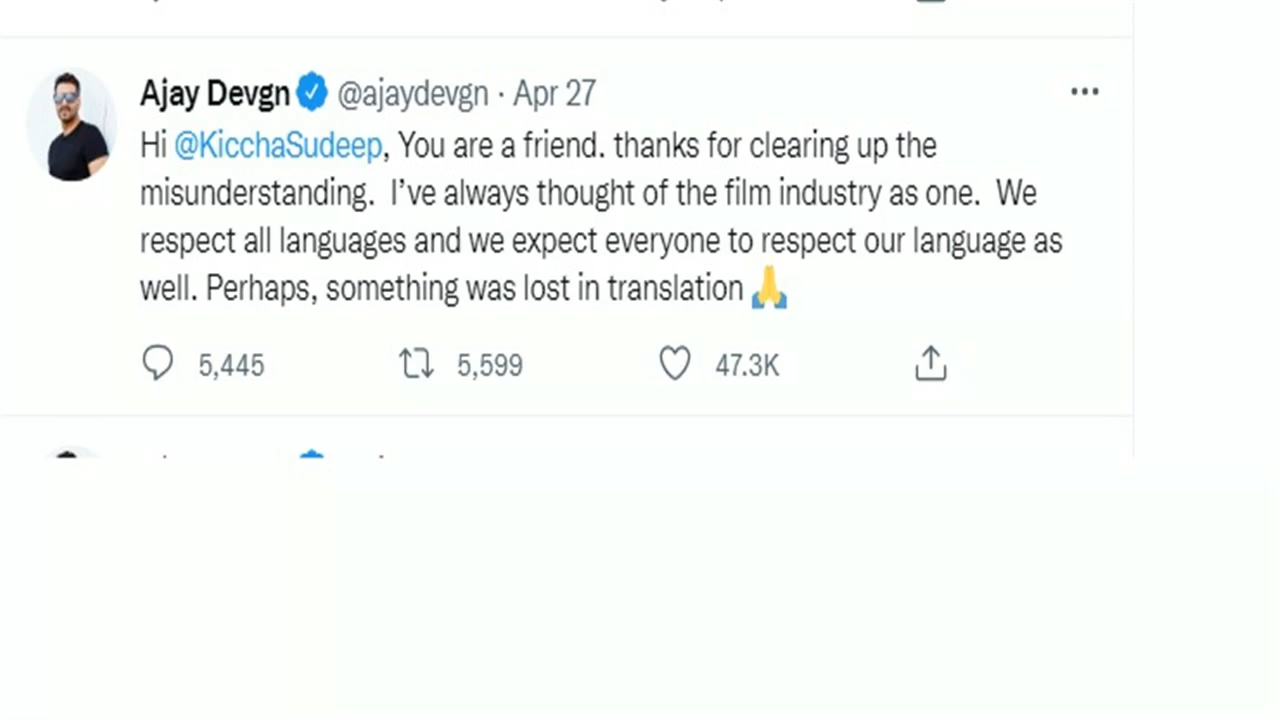 Ajay Devgn @ajaydevgn · Apr 27
Hi @KicchaSudeep, You are a friend. thanks for clearing up the
misunderstanding.  I’ve always thought of the film industry as one.  We
respect all languages and we expect everyone to respect our language as
well. Perhaps, something was lost in translation 🙏
5,445 5,599 47.3K